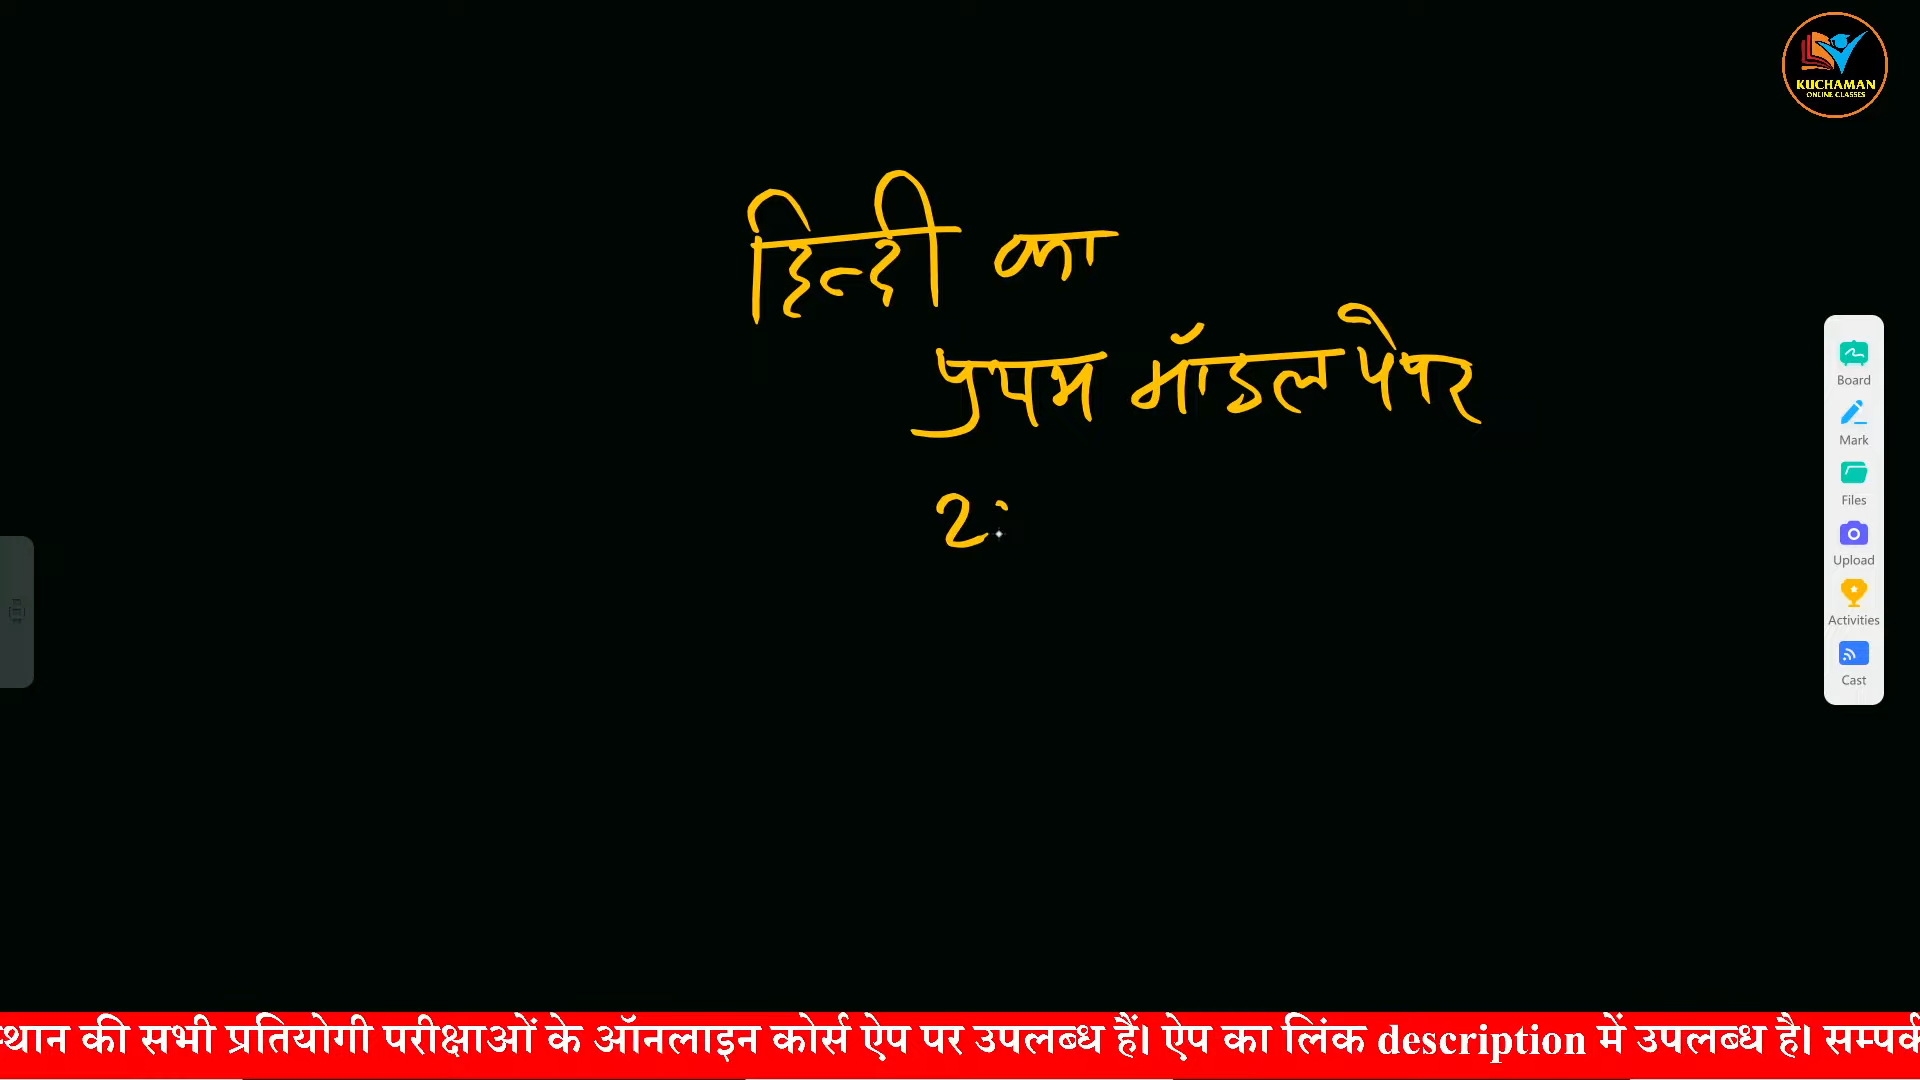 KUCHAMAN
ONLINE CLASSES
हिन्दी का
प्रथम मॉडल पेपर
2:
Board
Mark
Files
Upload
Activities
Cast
स्थान की सभी प्रतियोगी परीक्षाओं के ऑनलाइन कोर्स ऐप पर उपलब्ध हैं। ऐप का लिंक description में उपलब्ध है। सम्पर्क